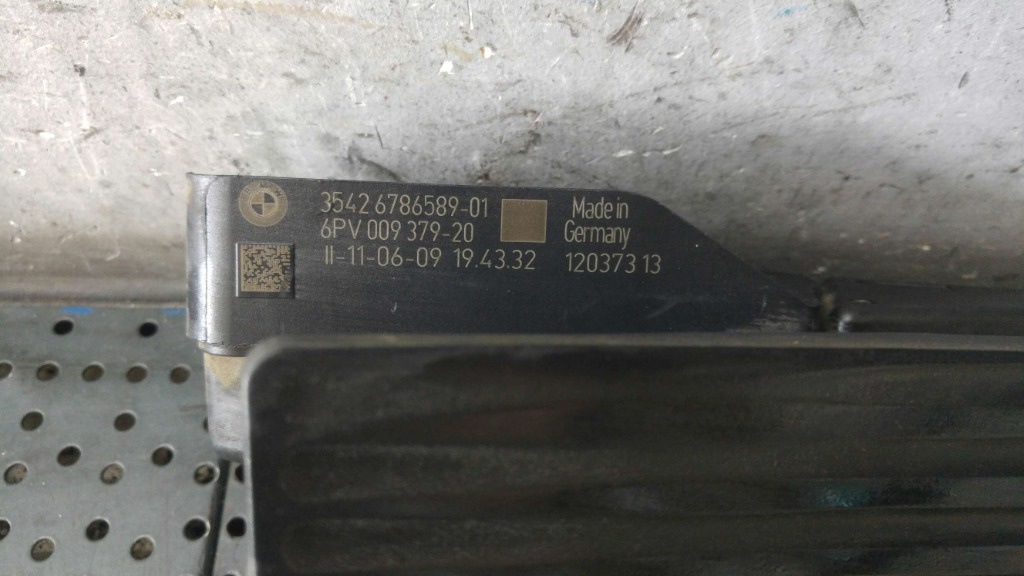 3542 6786589-01
6PV 009 379-20
II-11-06-09 19.43.32
Made in
Germany
120373 13